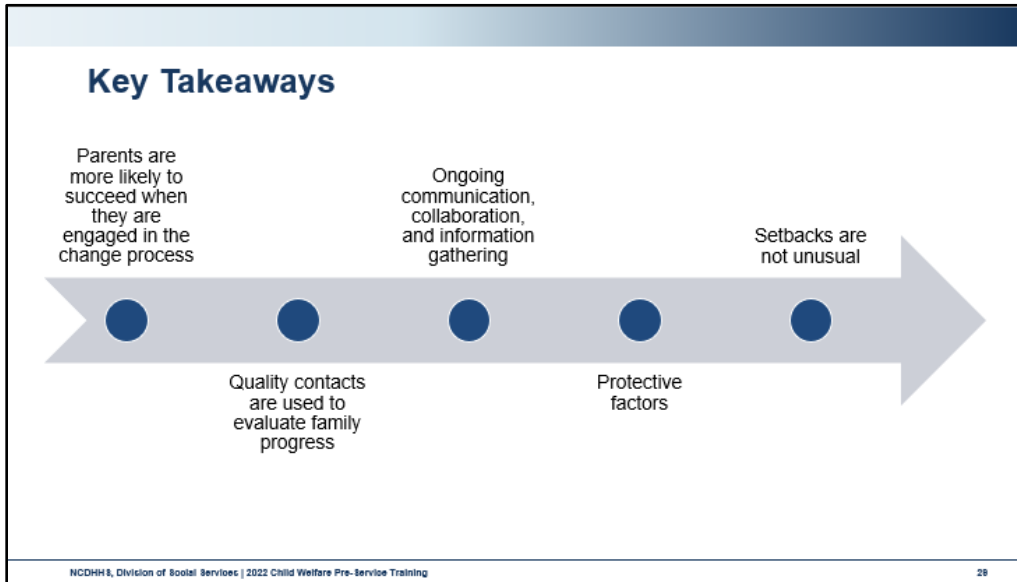 Key Takeaways
Parents are
more likely to
succeed when
they are
engaged in the
change process
Quality contacts
are used to
evaluate family
progress
Ongoing
communication,
collaboration,
and information
gathering
Protective
factors
Setbacks are
not unusual
NCDHHS, Division of Social Services | 2022 Child Welfare Pre-Service Training
29